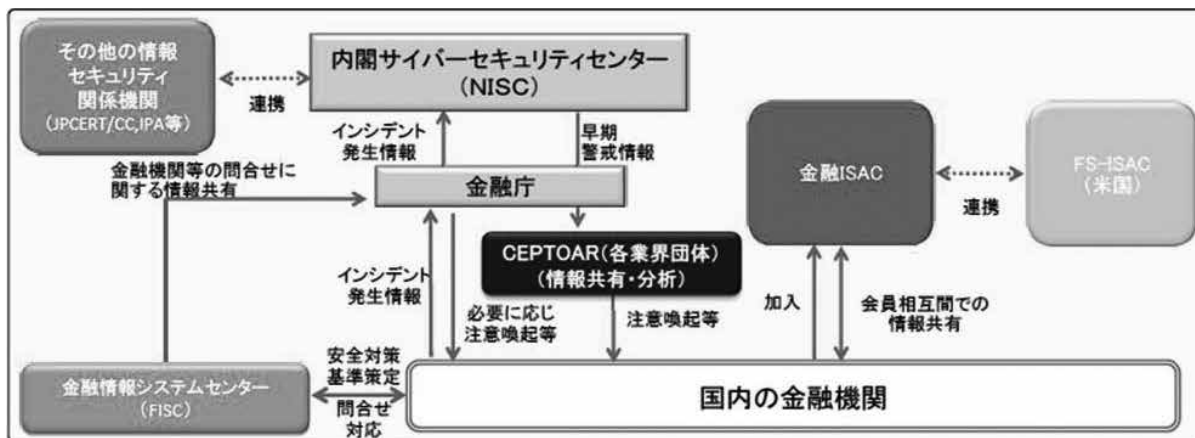 その他の情報
セキュリティ
関係機関
(JPCERT/CC,IPA等)
連携
内閣サイバーセキュリティセンター
(NISC)
インシデント
発生情報
早期
警戒情報
金融機関等の問合せに
関する情報共有
金融庁
金融ISAC
連携
FS-ISAC
(米国)
CEPTOAR(各業界団体)
(情報共有・分析)
インシデント
発生情報
必要に応じ
注意喚起等
注意喚起等
加入
会員相互間での
情報共有
金融情報システムセンター
(FISC)
安全対策
基準策定
問合せ
対応
国内の金融機関